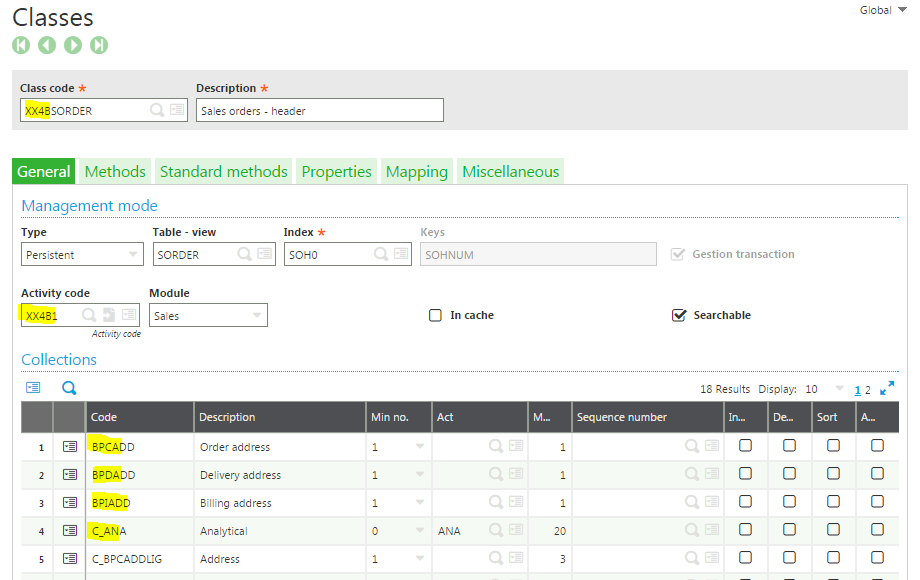 Classes
Global
Class code * Description *
XX4BSORDER Sales orders - header
General Methods Standard methods Properties Mapping Miscellaneous
Management mode
Type Table - view Index * Keys
Persistent SORDER SOH0 SOHNUM Gestion transaction
Activity code Module
XX4B1 Sales In cache Searchable
Activity code
Collections
18 Results Display: 10 1 2
Code Description Min no. Act M... Sequence number In... De... Sort A...
1 BPCADD Order address 1 1
2 BPDADD Delivery address 1 1
3 BPIADD Billing address 1 1
4 C_ANA Analytical 0 ANA 20
5 C_BPCADDLIG Address 1 3